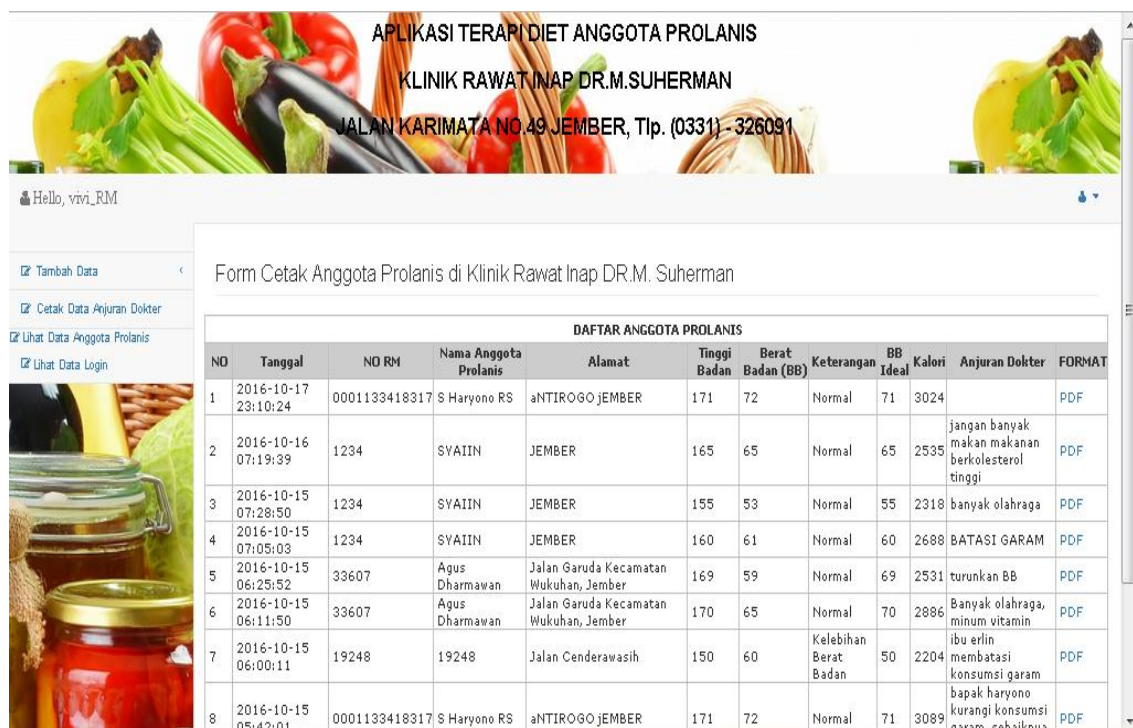 APLIKASI TERAPI DIET ANGGOTA PROLANIS
KLINIK RAWAT INAP DR.M.SUHERMAN
JALAN KARIMATA NO.49 JEMBER, Tlp. (0331) - 326091
Hello, vivi_RM
Tambah Data
Cetak Data Anjuran Dokter
Lihat Data Anggota Prolanis
Lihat Data Login
Form Cetak Anggota Prolanis di Klinik Rawat Inap DR.M. Suherman
DAFTAR ANGGOTA PROLANIS
NO Tanggal NO RM Nama Anggota Prolanis Alamat Tinggi Badan Berat Badan (BB) Keterangan BB Ideal Kalori Anjuran Dokter FORMAT
1 2016-10-17 23:10:24 0001133418317 S Haryono RS aNTIROGO jEMBER 171 72 Normal 71 3024 PDF
2 2016-10-16 07:19:39 1234 SYAIIN JEMBER 165 65 Normal 65 2535 jangan banyak makan makanan berkolesterol tinggi PDF
3 2016-10-15 07:28:50 1234 SYAIIN JEMBER 155 53 Normal 55 2318 banyak olahraga PDF
4 2016-10-15 07:05:03 1234 SYAIIN JEMBER 160 61 Normal 60 2688 BATASI GARAM PDF
5 2016-10-15 06:25:52 33607 Agus Dharmawan Jalan Garuda Kecamatan Wukuhan, Jember 169 59 Normal 69 2531 turunkan BB PDF
6 2016-10-15 06:11:50 33607 Agus Dharmawan Jalan Garuda Kecamatan Wukuhan, Jember 170 65 Normal 70 2886 Banyak olahraga, minum vitamin PDF
7 2016-10-15 06:00:11 19248 19248 Jalan Cenderawasih 150 60 Kelebihan Berat Badan 50 2204 ibu erlin membatasi konsumsi garam PDF
8 2016-10-15 05:42:01 0001133418317 S Haryono RS aNTIROGO jEMBER 171 72 Normal 71 3089 bapak haryono kurangi konsumsi garam, sebaiknya PDF